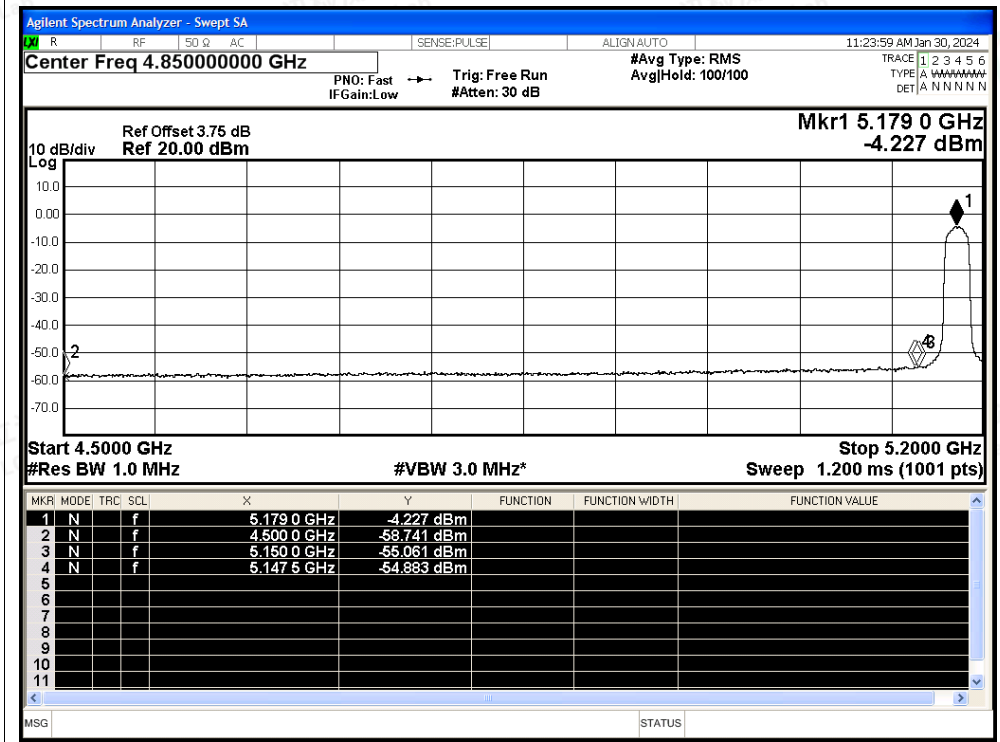 Agilent Spectrum Analyzer - Swept SA
LXI R RF 50 Ω AC SENSE:PULSE ALIGN AUTO 11:23:59 AM Jan 30, 2024
Center Freq 4.850000000 GHz #Avg Type: RMS TRACE 1 2 3 4 5 6
PNO: Fast Trig: Free Run Avg|Hold: 100/100 TYPE A WWWWW
IFGain:Low #Atten: 30 dB DET A N N N N N
Mkr1 5.179 0 GHz
Ref Offset 3.75 dB
10 dB/div Ref 20.00 dBm -4.227 dBm
Log
10.0
1
0.00
-10.0
-20.0
-30.0
-40.0
-50.0 2 43
-60.0
-70.0
Start 4.5000 GHz Stop 5.2000 GHz
#Res BW 1.0 MHz #VBW 3.0 MHz* Sweep 1.200 ms (1001 pts)
MKR MODE TRC SCL X Y FUNCTION FUNCTION WIDTH FUNCTION VALUE
1 N f 5.179 0 GHz -4.227 dBm
2 N f 4.500 0 GHz -58.741 dBm
3 N f 5.150 0 GHz -55.061 dBm
4 N f 5.147 5 GHz -54.883 dBm
5
6
7
8
9
10
11
MSG STATUS